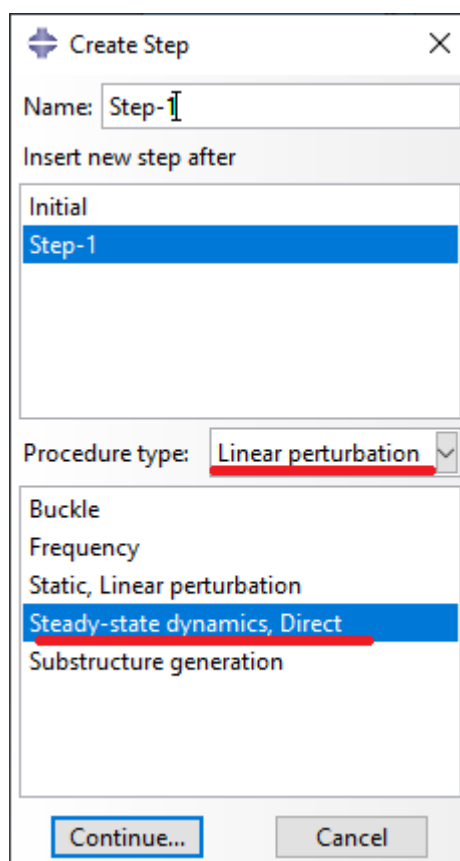 Create Step
Name: Step-1
Insert new step after
Initial
Step-1
Procedure type: Linear perturbation
Buckle
Frequency
Static, Linear perturbation
Steady-state dynamics, Direct
Substructure generation
Continue... Cancel